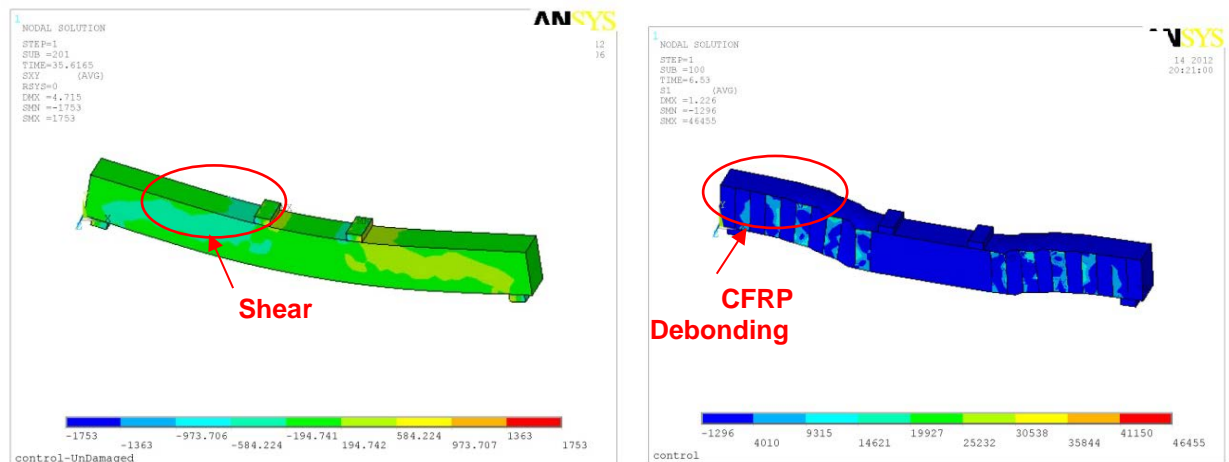 1
NODAL SOLUTION
STEP=1
SUB =201
TIME=35.6165
SXY (AVG)
RSYS=0
DMX =4.715
SMN =-1753
SMX =1753
ANSYS
12
16
Shear
-1753 -973.706 -194.741 584.224 1363
-1363 -584.224 194.742 973.707 1753
control-UnDamaged
1
NODAL SOLUTION
STEP=1
SUB =100
TIME=6.53
S1 (AVG)
DMX =1.226
SMN =-1296
SMX =46455
NSYS
14 2012
20:21:00
CFRP
Debonding
-1296 9315 19927 30538 41150
4010 14621 25232 35844 46455
control